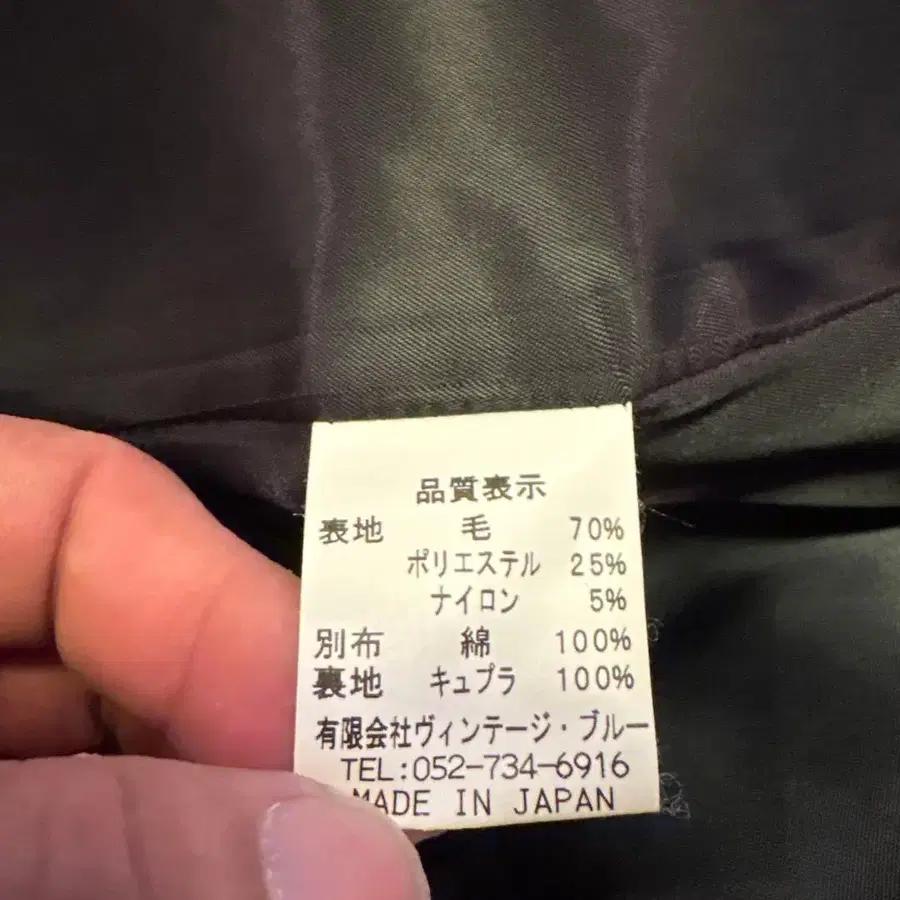 品質表示
表地 毛 70%
ポリエステル 25%
ナイロン 5%
別布 綿 100%
裏地 キュプラ 100%
有限会社ヴィンテージ・ブルー
TEL:052-734-6916
MADE IN JAPAN